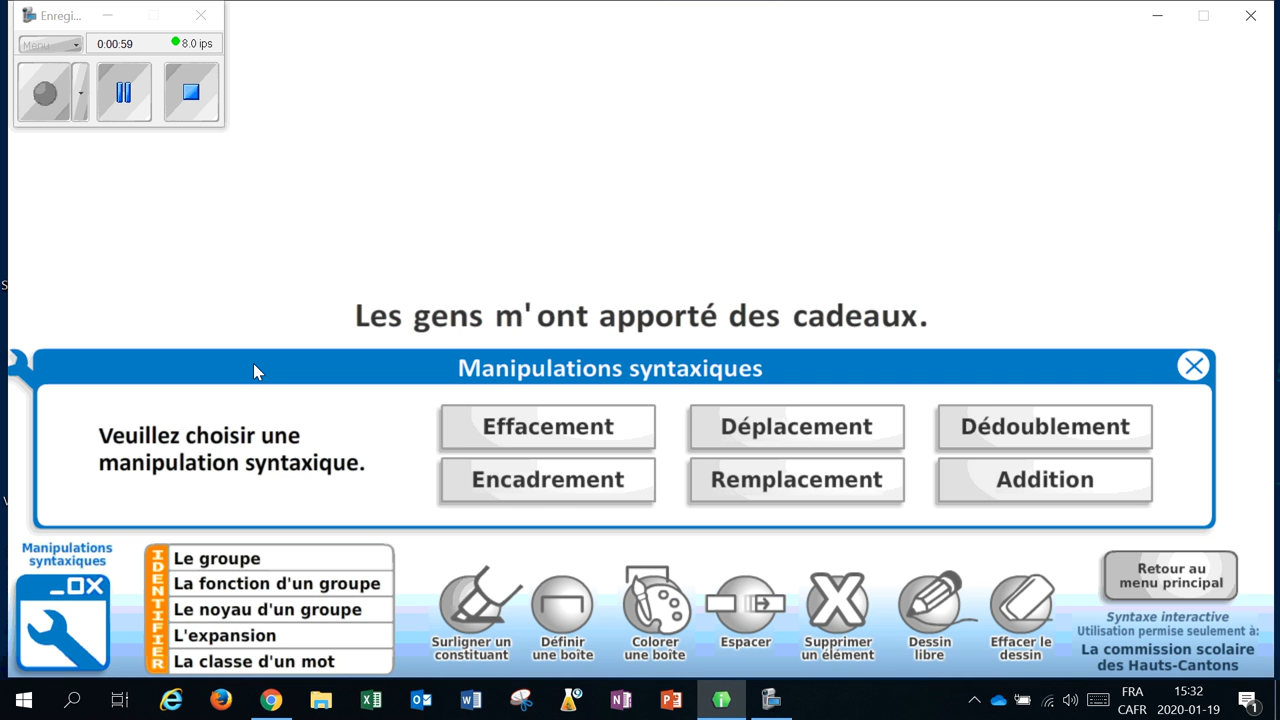 Enregi...
Menu
0:00:59
8.0 ips
Les gens m'ont apporté des cadeaux.
Manipulations syntaxiques
Veuillez choisir une
manipulation syntaxique.
Effacement
Déplacement
Dédoublement
Encadrement
Remplacement
Addition
Manipulations
syntaxiques
IDENTIFIER
Le groupe
La fonction d'un groupe
Le noyau d'un groupe
L'expansion
La classe d'un mot
Surligner un
constituant
Définir
une boite
Colorer
une boite
Espacer
Supprimer
un élément
Dessin
libre
Effacer le
dessin
Retour au
menu principal
Syntaxe interactive
Utilisation permise seulement à:
La commission scolaire
des Hauts-Cantons
FRA
CAFR
15:32
2020-01-19
1